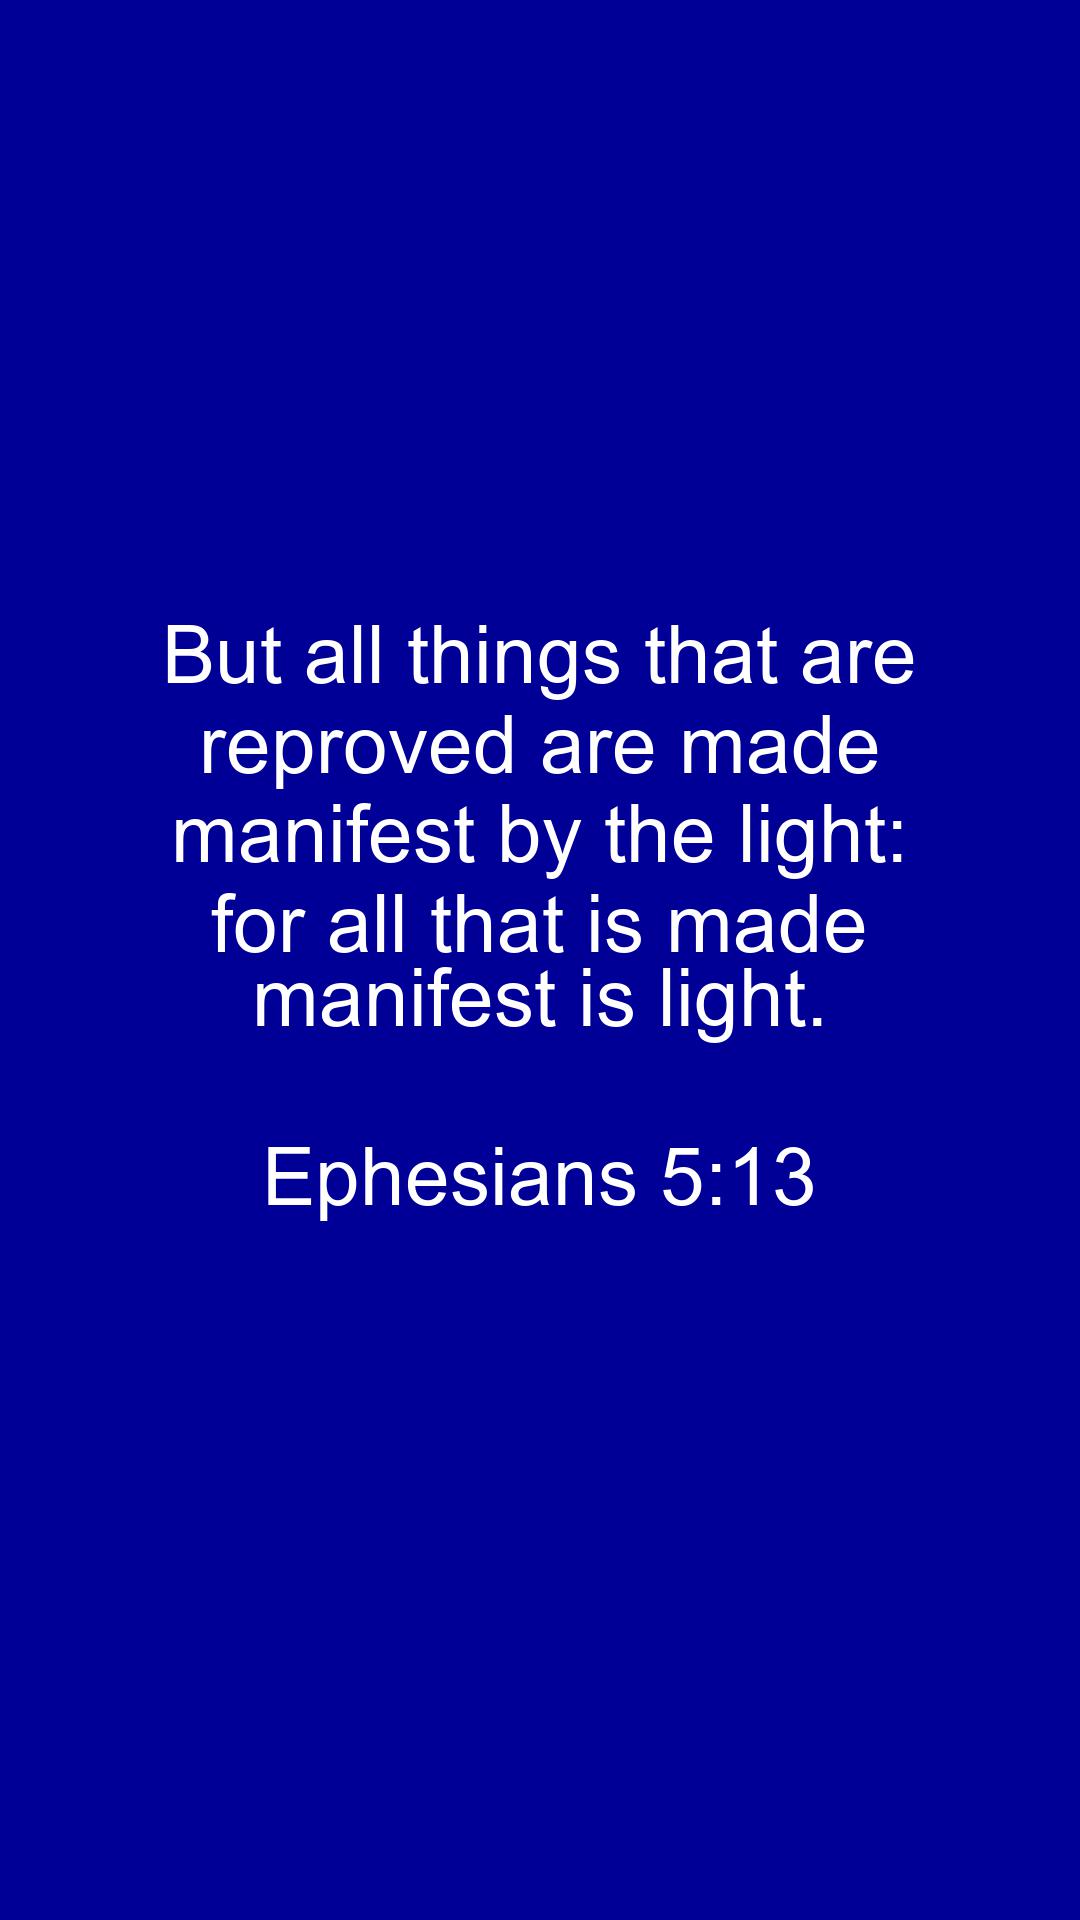 But all things that are
reproved are made
manifest by the light:
for all that is made
manifest is light.
Ephesians 5:13